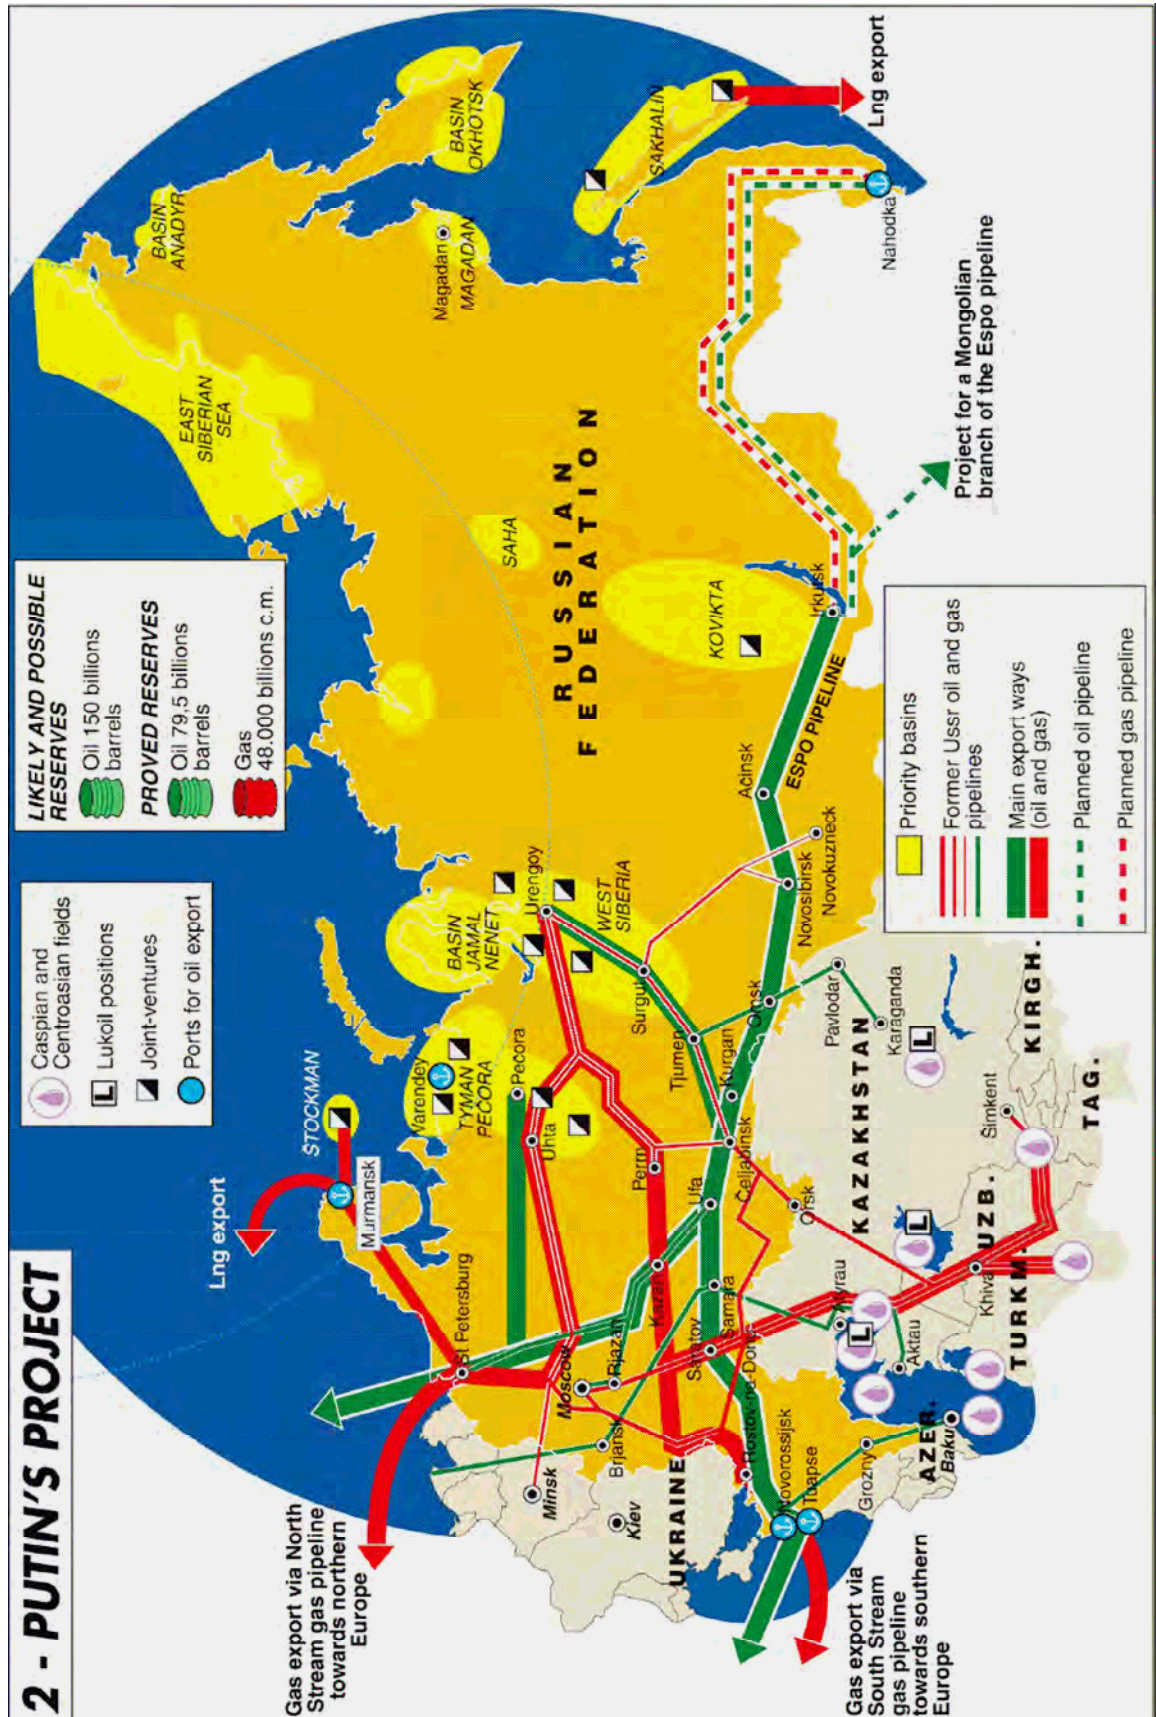 2 - PUTIN'S PROJECT
Caspian and
Centroasian fields
Lukoil positions
Joint-ventures
Ports for oil export
LIKELY AND POSSIBLE
RESERVES
Oil 150 billions
barrels
PROVED RESERVES
Oil 79,5 billions
barrels
Gas
48.000 billions c.m.
Lng export
STOCKMAN
Murmansk
Varendey
TYMAN
PECORA
Pecora
Uhta
BASIN
JAMAL
NENET
Urengoy
WEST
SIBERIA
EAST
SIBERIAN
SEA
BASIN
ANADYR
BASIN
OKHOTSK
Magadan
MAGADAN
SAHA
SAKHALIN
Lng export
RUSSIAN
FEDERATION
KOVIKTA
Gas export via North
Stream gas pipeline
towards northern
Europe
St Petersburg
Moscow
Rjazan
Brjansk
Minsk
Kiev
UKRAINE
Kazan
Perm
Ufa
Samara
Saratov
Rostov-na-Donu
Novorossijsk
Tuapse
Grozny
AZER.
Baku
Gas export via
South Stream
gas pipeline
towards southern
Europe
Surgut
Tjumen
Kurgan
Čeljabinsk
Orsk
Omsk
Novosibirsk
Novokuzneck
Ačinsk
ESPO PIPELINE
Irkutsk
Nahodka
Project for a Mongolian
branch of the Espo pipeline
Pavlodar
Karaganda
KAZAKHSTAN
Atyrau
Aktau
Khiva
UZB.
TURKM.
Simkent
KIRGH.
TAG.
Priority basins
Former Ussr oil and gas
pipelines
Main export ways
(oil and gas)
Planned oil pipeline
Planned gas pipeline